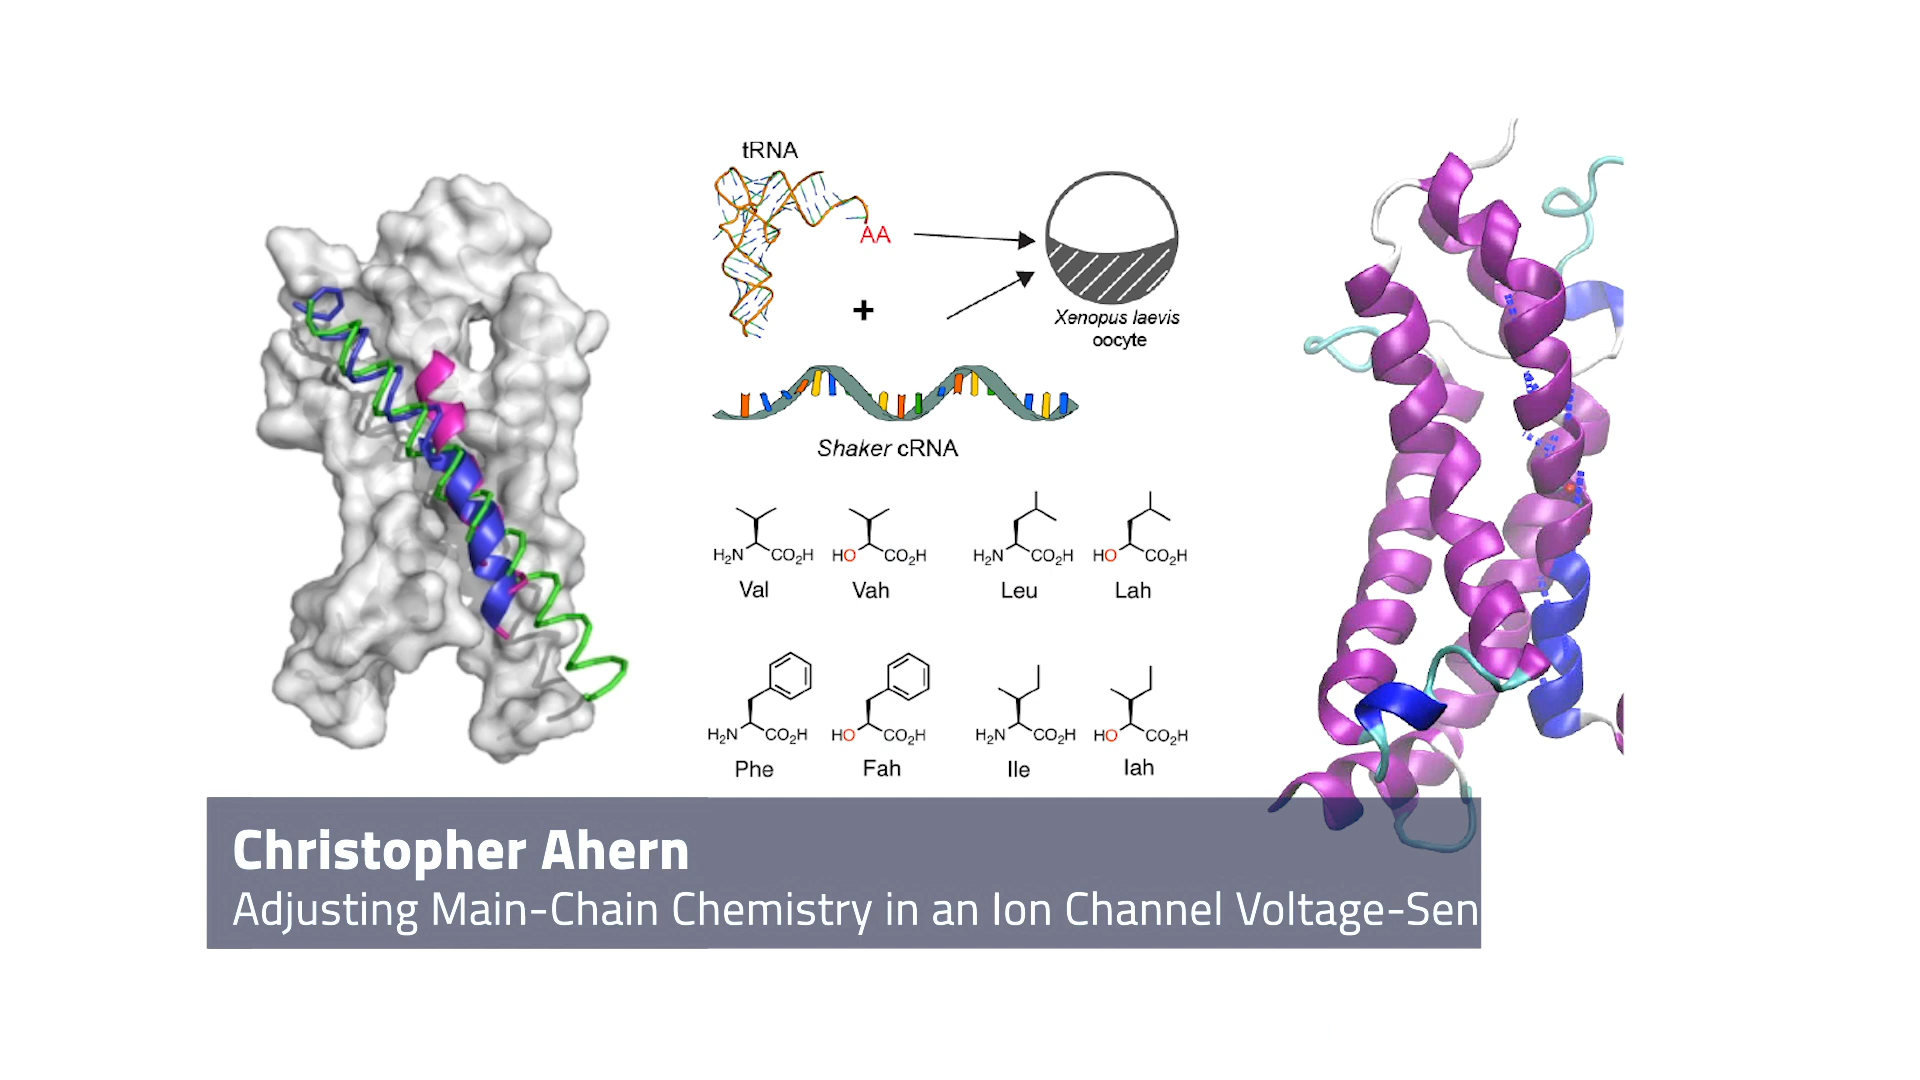 tRNA
AA
+
Xenopus laevis
oocyte
Shaker cRNA
H₂N CO₂H HO CO₂H H₂N CO₂H HO CO₂H
Val Vah Leu Lah
H₂N CO₂H HO CO₂H H₂N CO₂H HO CO₂H
Phe Fah Ile Iah
Christopher Ahern
Adjusting Main-Chain Chemistry in an Ion Channel Voltage-Sen